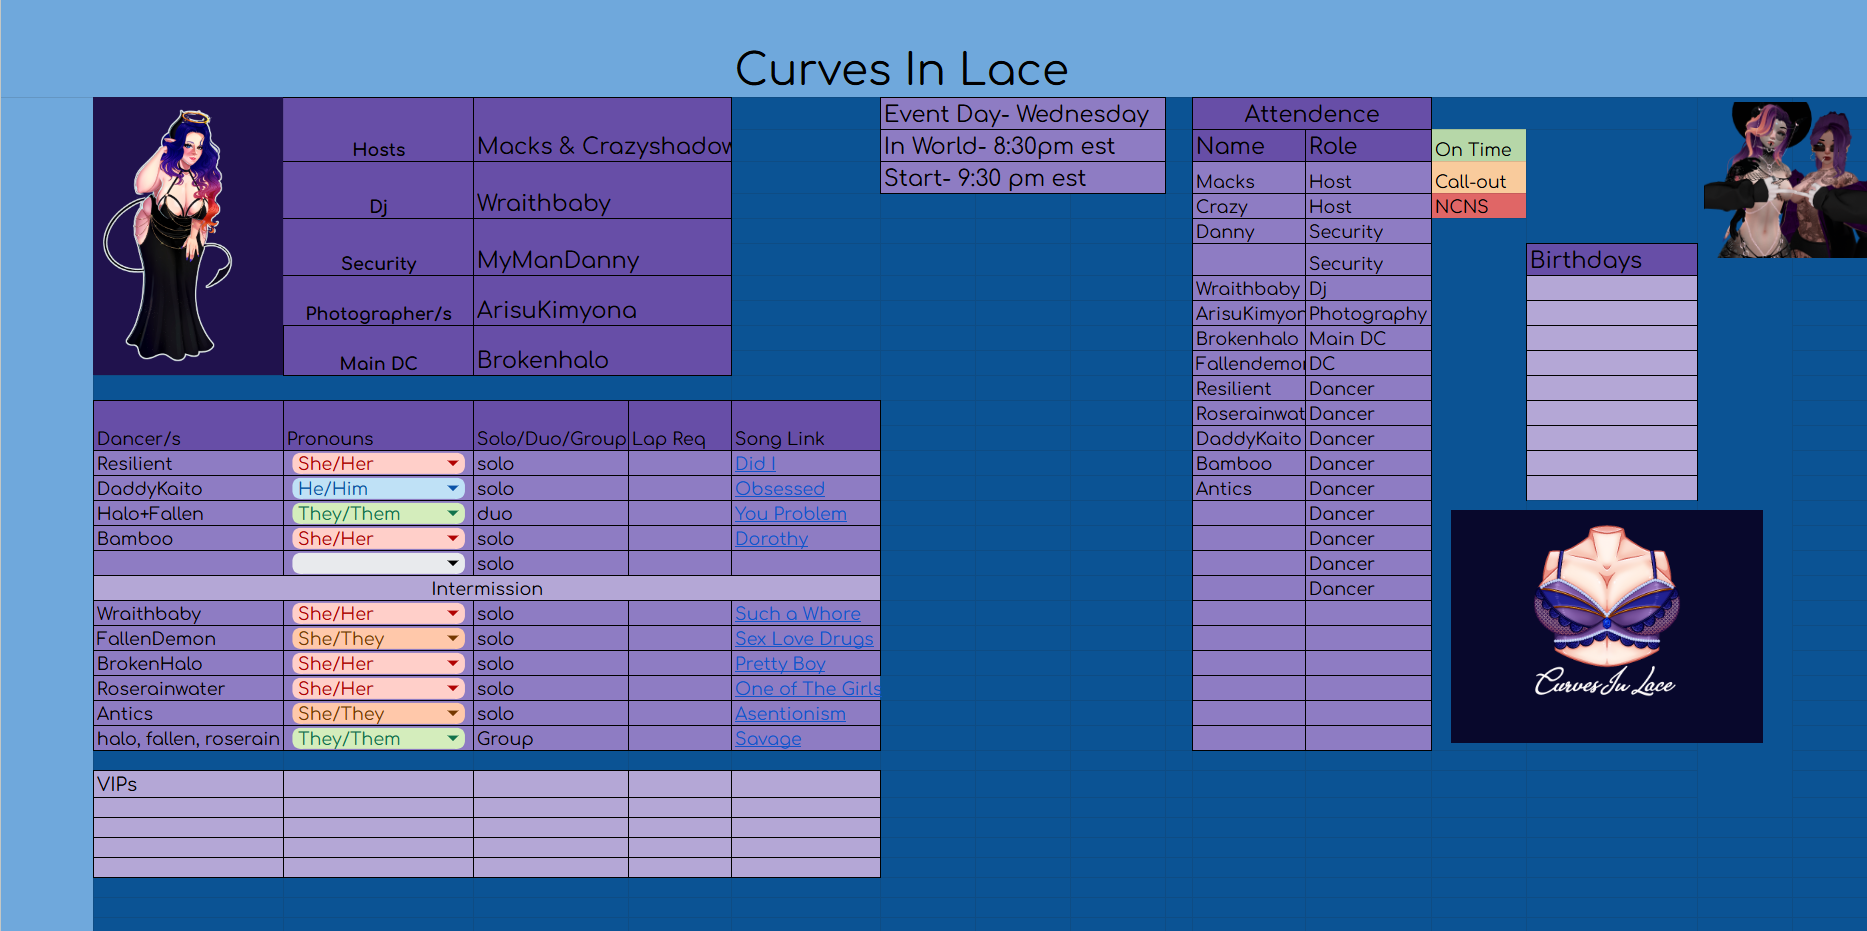 Curves In Lace
Hosts Macks & Crazyshadow
Dj Wraithbaby
Security MyManDanny
Photographer/s ArisuKimyona
Main DC Brokenhalo
Event Day- Wednesday
In World- 8:30pm est
Start- 9:30 pm est
Dancer/s Pronouns Solo/Duo/Group Lap Req Song Link
Resilient She/Her solo Did I
DaddyKaito He/Him solo Obsessed
Halo+Fallen They/Them duo You Problem
Bamboo She/Her solo Dorothy
solo
Intermission
Wraithbaby She/Her solo Such a Whore
FallenDemon She/They solo Sex Love Drugs
BrokenHalo She/Her solo Pretty Boy
Roserainwater She/Her solo One of The Girls
Antics She/They solo Asentionism
halo, fallen, roserain They/Them Group Savage
VIPs
Attendence
Name Role
Macks Host
Crazy Host
Danny Security
Security
Wraithbaby Dj
ArisuKimyon Photography
Brokenhalo Main DC
Fallendemon DC
Resilient Dancer
Roserainwat Dancer
DaddyKaito Dancer
Bamboo Dancer
Antics Dancer
Dancer
Dancer
Dancer
Dancer
On Time
Call-out
NCNS
Birthdays
Curves In Lace